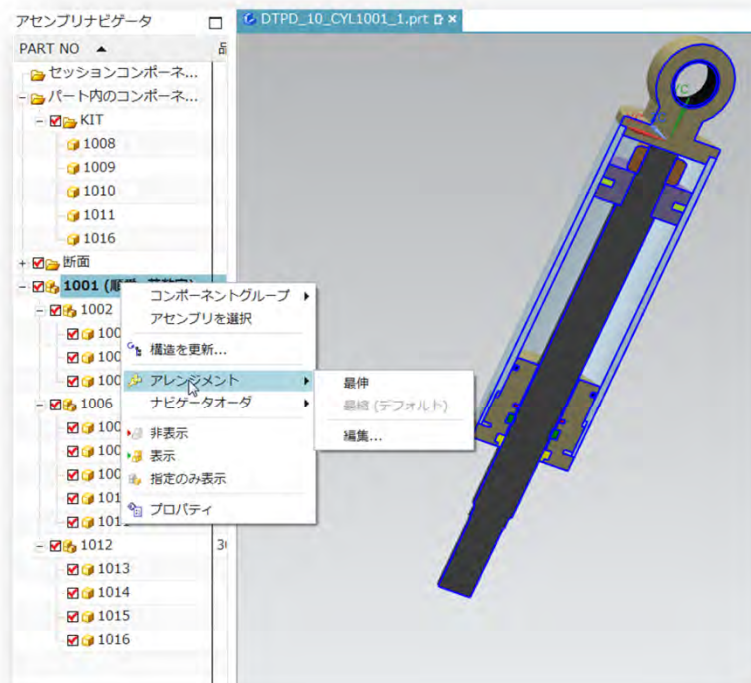 アセンブリナビゲータ
DTPD_10_CYL1001_1.prt
PART NO
セッションコンポーネ...
パート内のコンポーネ...
KIT
1008
1009
1010
1011
1016
断面
1001
コンポーネントグループ
アセンブリを選択
1002
構造を更新...
アレンジメント
最伸
ナビゲータオーダ
最縮 (デフォルト)
1006
編集...
非表示
表示
指定のみ表示
プロパティ
1012
1013
1014
1015
1016